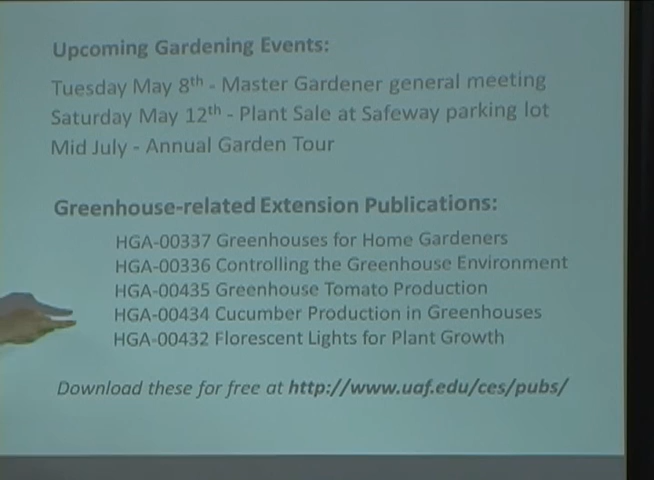 Upcoming Gardening Events:
Tuesday May 8th - Master Gardener general meeting
Saturday May 12th - Plant Sale at Safeway parking lot
Mid July - Annual Garden Tour
Greenhouse-related Extension Publications:
HGA-00337 Greenhouses for Home Gardeners
HGA-00336 Controlling the Greenhouse Environment
HGA-00435 Greenhouse Tomato Production
HGA-00434 Cucumber Production in Greenhouses
HGA-00432 Florescent Lights for Plant Growth
Download these for free at http://www.uaf.edu/ces/pubs/